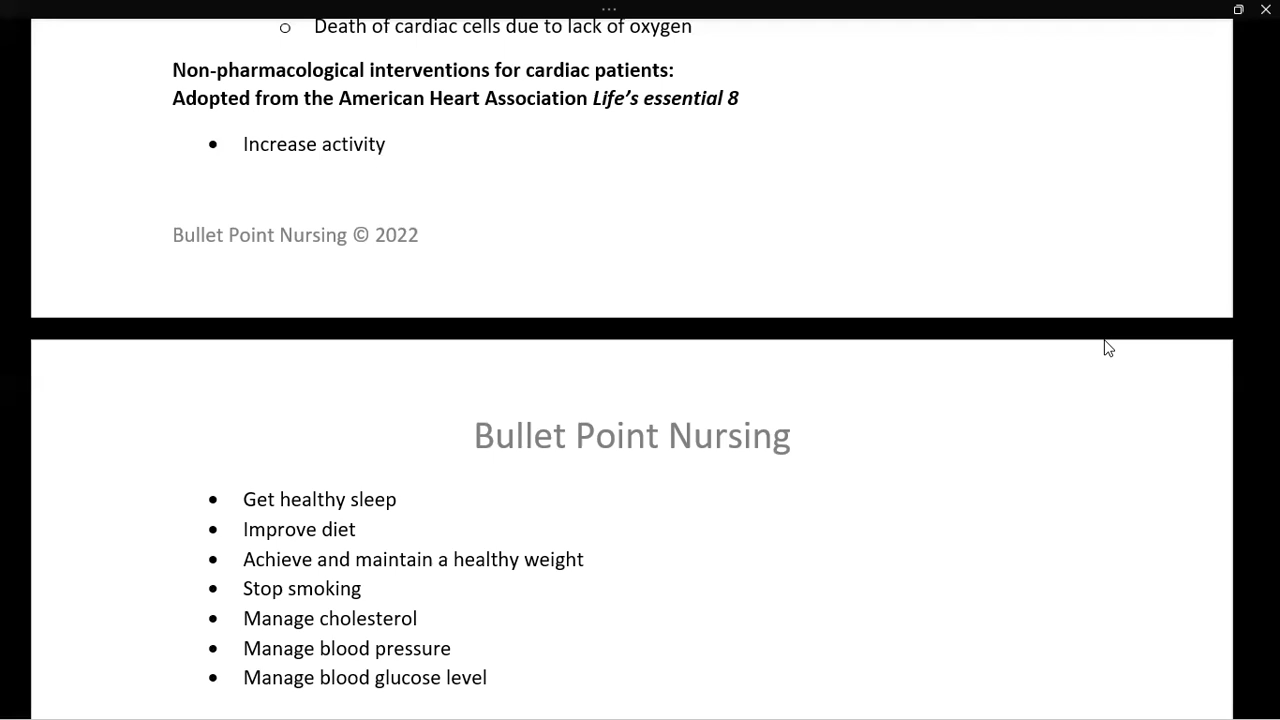 o Death of cardiac cells due to lack of oxygen
Non-pharmacological interventions for cardiac patients:
Adopted from the American Heart Association Life’s essential 8
• Increase activity
Bullet Point Nursing © 2022
Bullet Point Nursing
• Get healthy sleep
• Improve diet
• Achieve and maintain a healthy weight
• Stop smoking
• Manage cholesterol
• Manage blood pressure
• Manage blood glucose level